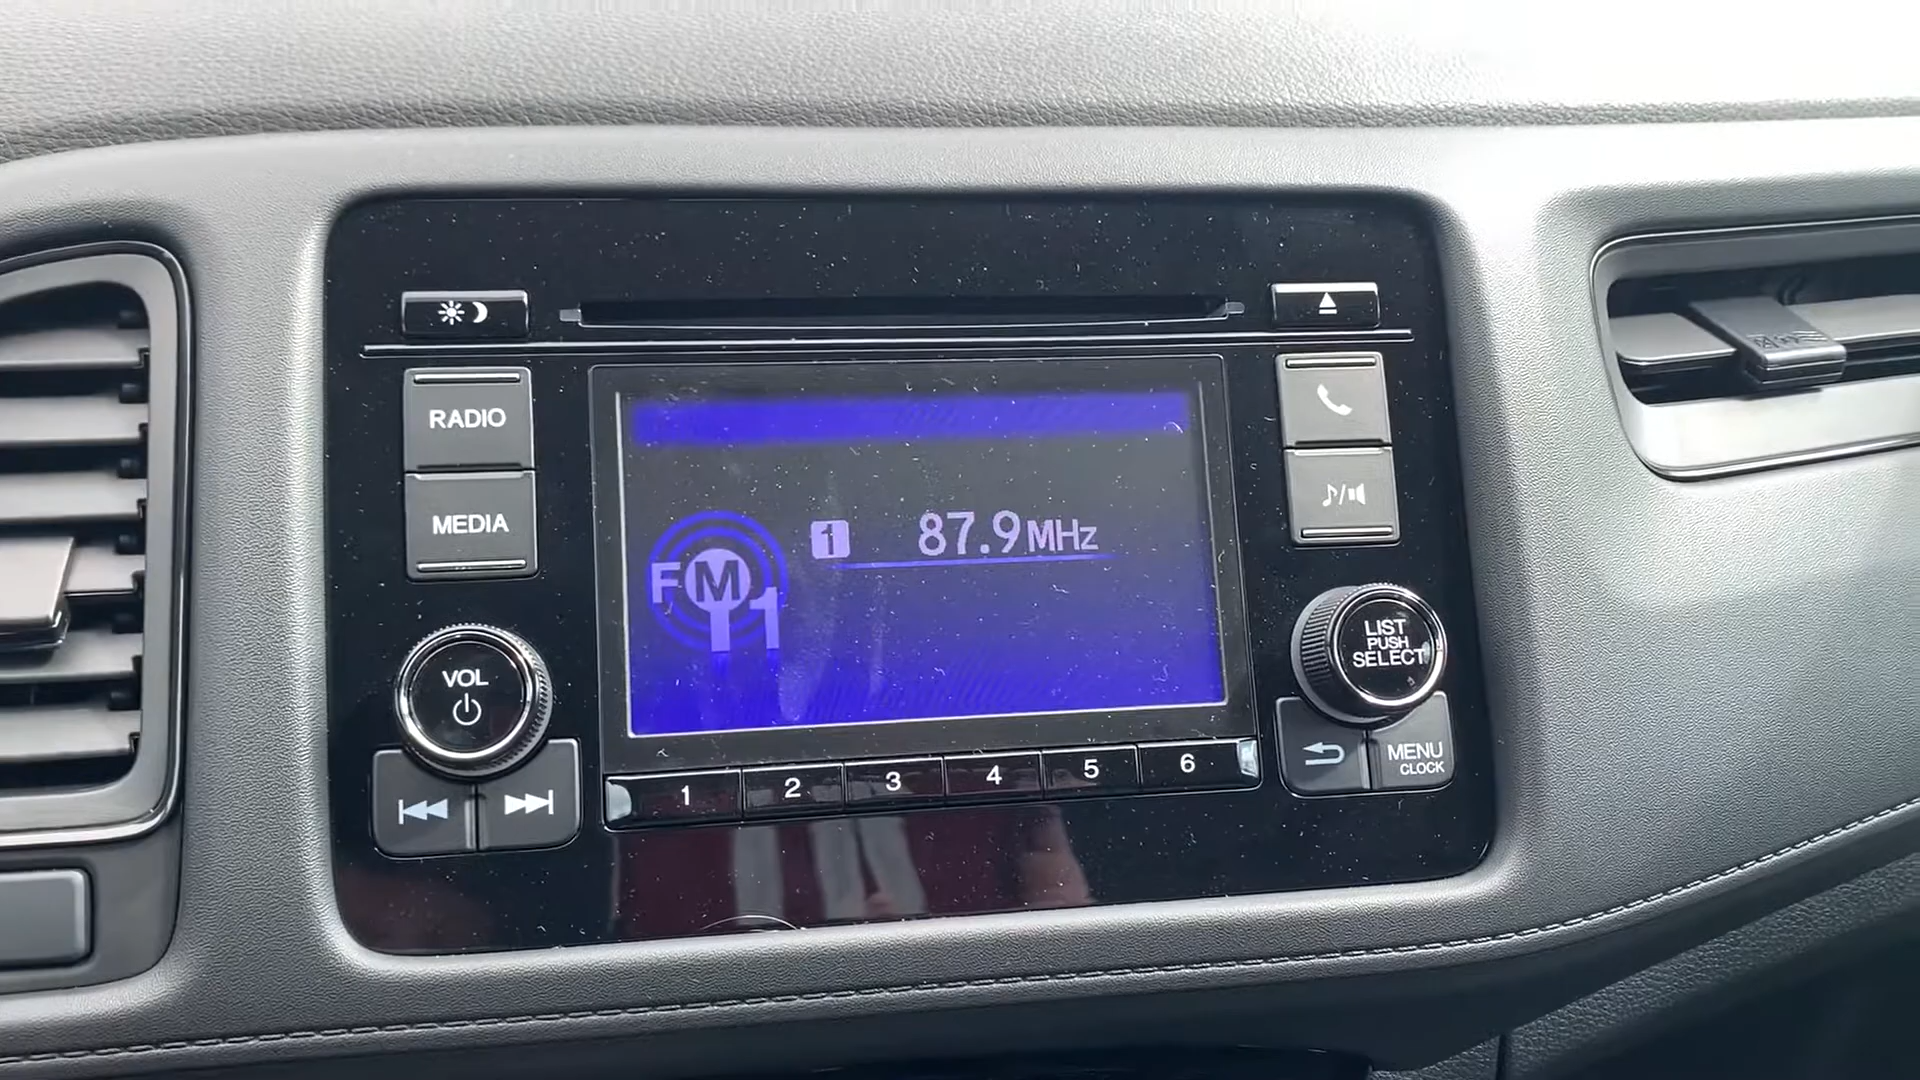 RADIO
MEDIA
VOL
1 87.9MHz
FM
1
LIST
PUSH
SELECT
MENU
CLOCK
1 2 3 4 5 6